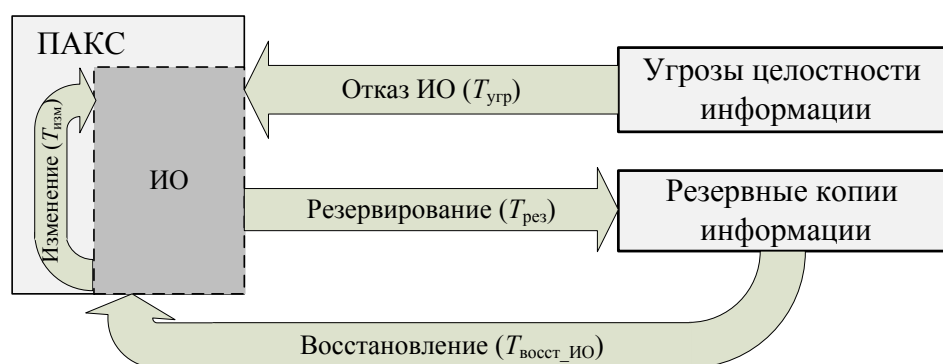 ПАКС
Отказ ИО (Tугр)
Угрозы целостности
информации
Изменение (Tизм)
ИО
Резервирование (Tрез)
Резервные копии
информации
Восстановление (Tвосст_ИО)